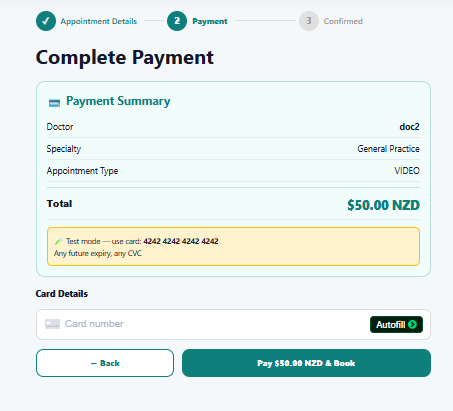 ✓ Appointment Details 2 Payment 3 Confirmed
Complete Payment
Payment Summary
Doctor doc2
Specialty General Practice
Appointment Type VIDEO
Total $50.00 NZD
Test mode — use card: 4242 4242 4242 4242
Any future expiry, any CVC
Card Details
Card number Autofill
← Back Pay $50.00 NZD & Book